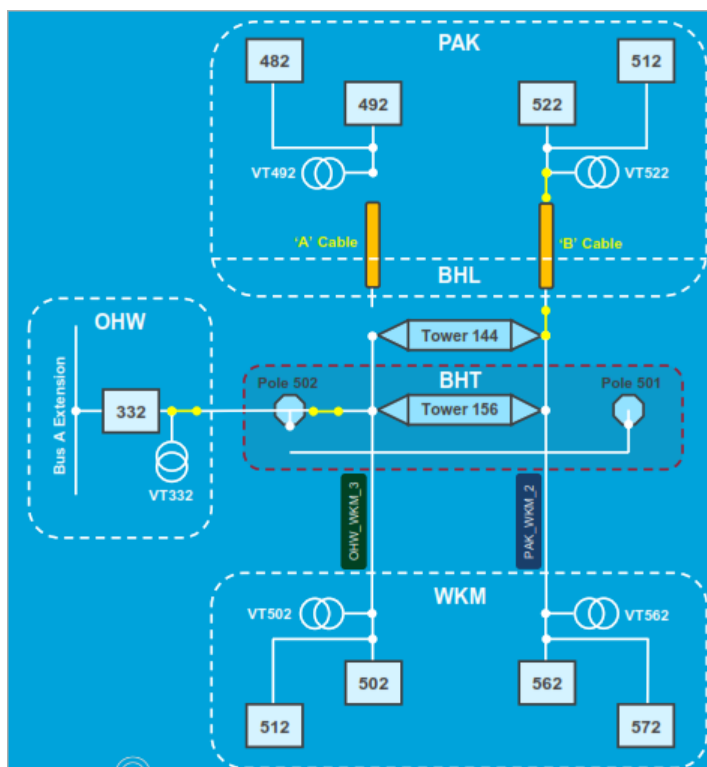 PAK
482
512
492
522
VT492
VT522
'A' Cable
'B' Cable
BHL
OHW
Tower 144
BHT
Pole 502
Pole 501
Bus A Extension
332
Tower 156
VT332
OHW_WKM_3
PAK_WKM_2
WKM
VT502
VT562
502
562
512
572